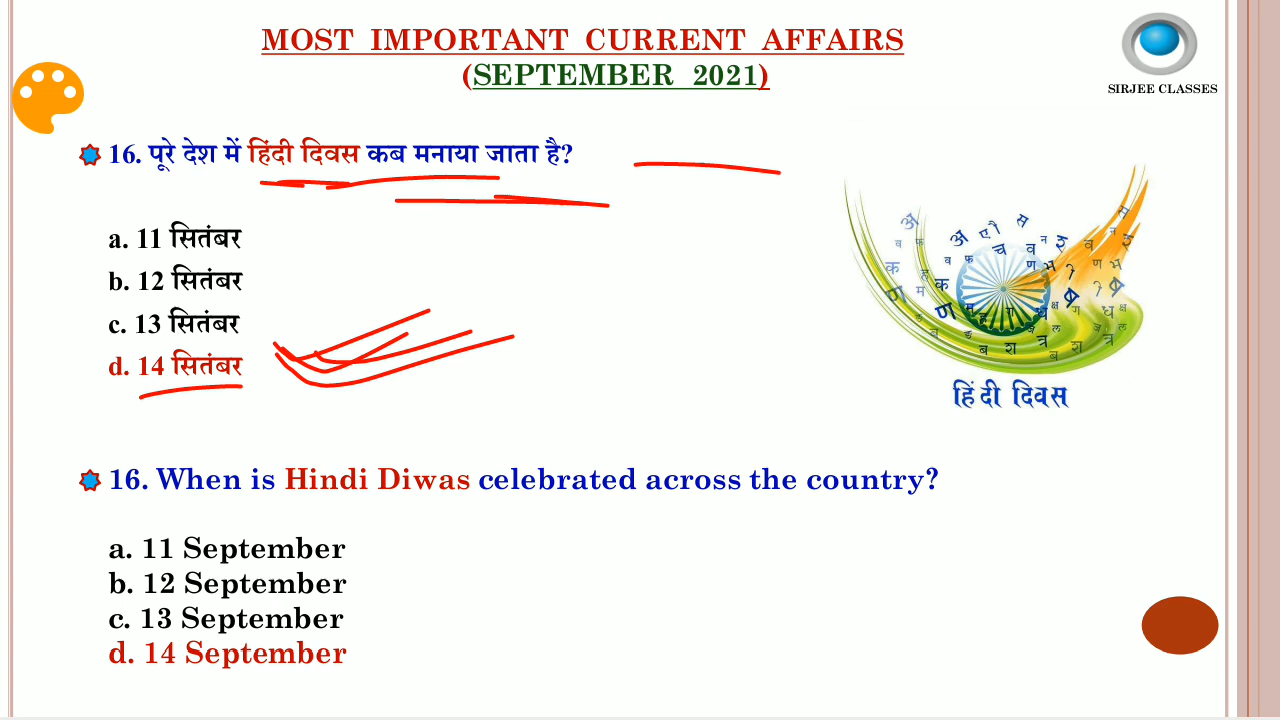 MOST IMPORTANT CURRENT AFFAIRS
(SEPTEMBER 2021)
SIRJEE CLASSES
16. पूरे देश में हिंदी दिवस कब मनाया जाता है?
a. 11 सितंबर
b. 12 सितंबर
c. 13 सितंबर
d. 14 सितंबर
हिंदी दिवस
16. When is Hindi Diwas celebrated across the country?
a. 11 September
b. 12 September
c. 13 September
d. 14 September